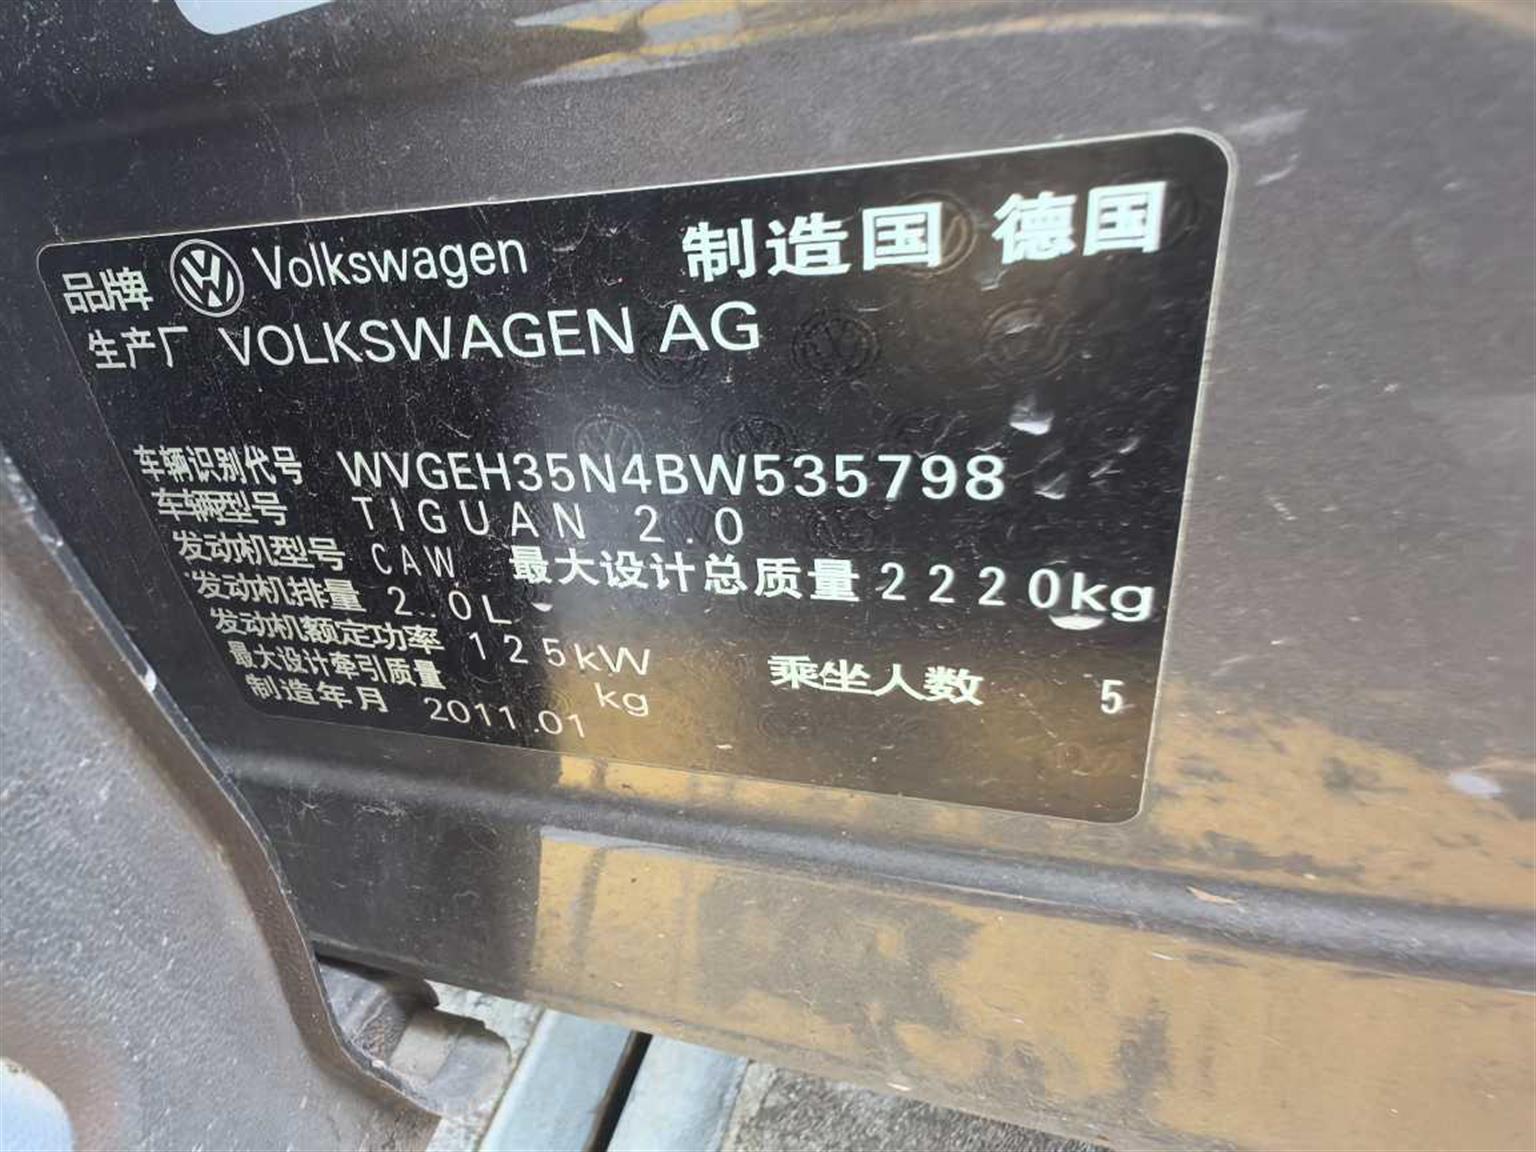 品牌 Volkswagen 制造国 德国
生产厂 VOLKSWAGEN AG
车辆识别代号 WVGEH35N4BW535798
车辆型号 TIGUAN 2.0
发动机型号 CAW 最大设计总质量 2220kg
发动机排量 2.0L
发动机额定功率 125kW
最大设计牵引质量 kg 乘坐人数 5
制造年月 2011.01